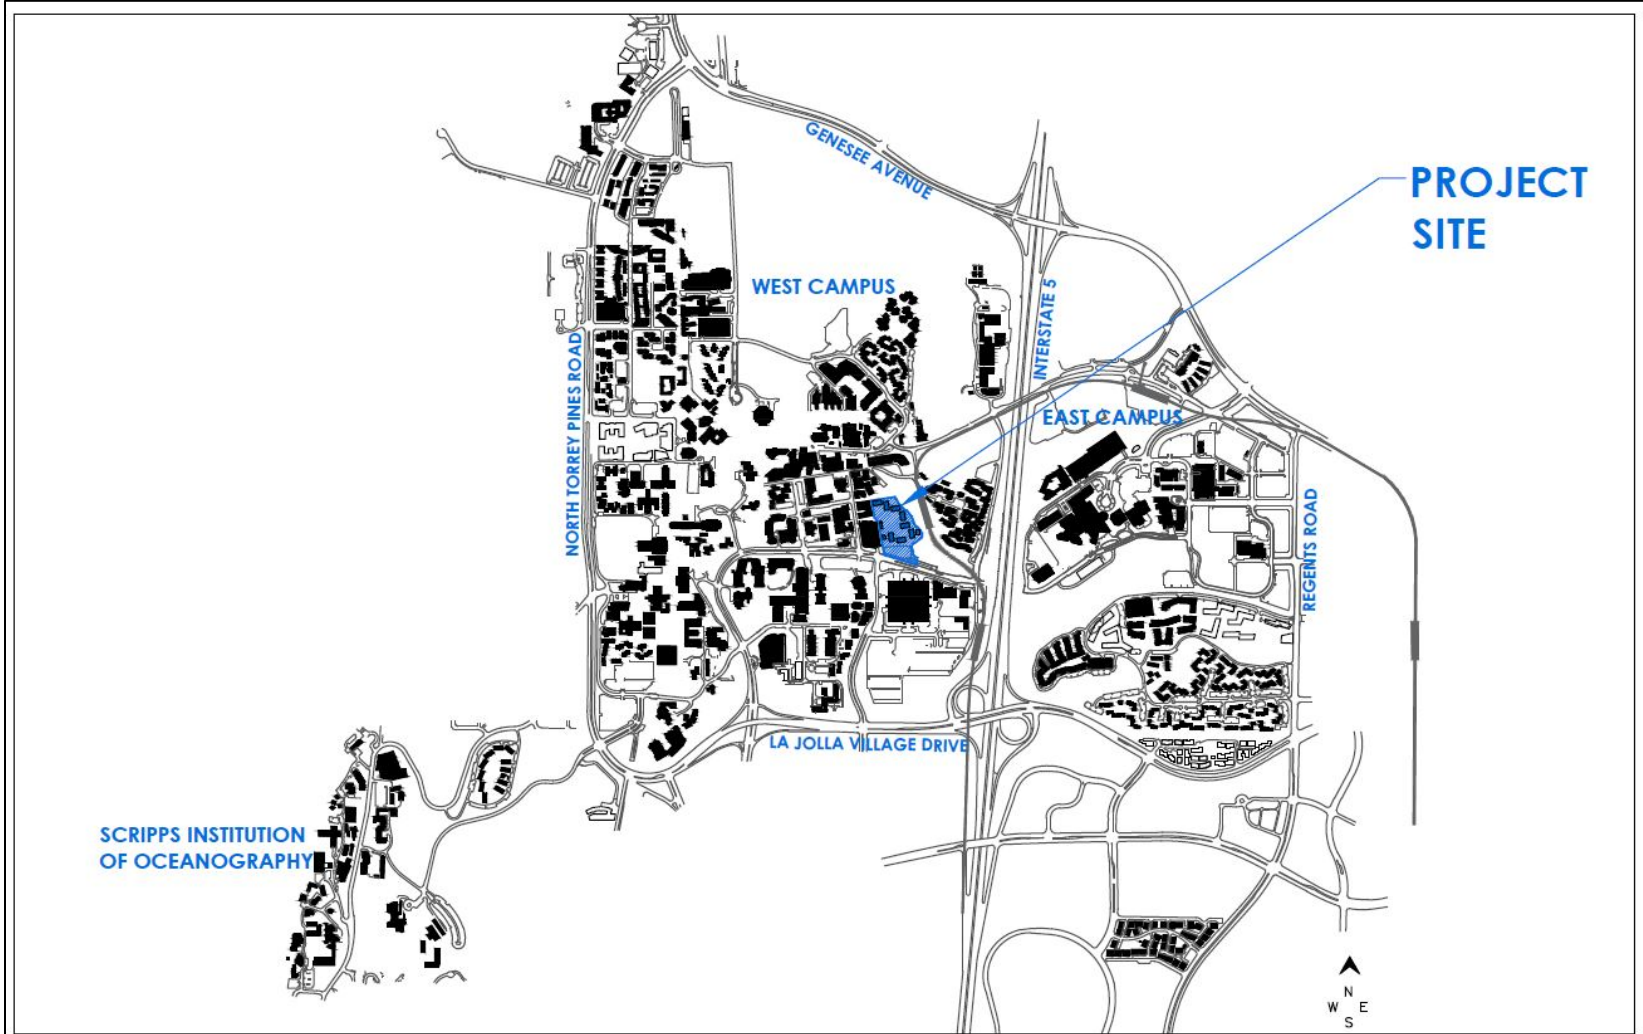 GENESEE AVENUE
PROJECT
SITE
WEST CAMPUS
INTERSTATE 5
NORTH TORREY PINES ROAD
EAST CAMPUS
REGENTS ROAD
LA JOLLA VILLAGE DRIVE
SCRIPPS INSTITUTION
OF OCEANOGRAPHY
N
W E
S